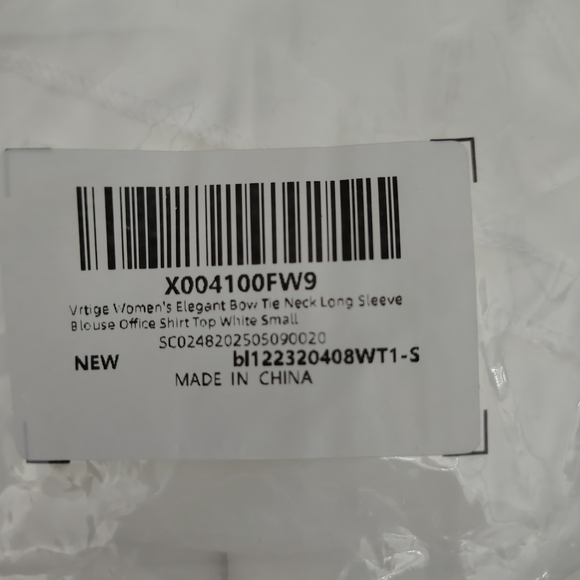 X004100FW9
Vrtige Women's Elegant Bow Tie Neck Long Sleeve
Blouse Office Shirt Top White Small
SC0248202505090020
NEW bl122320408WT1-S
MADE IN CHINA